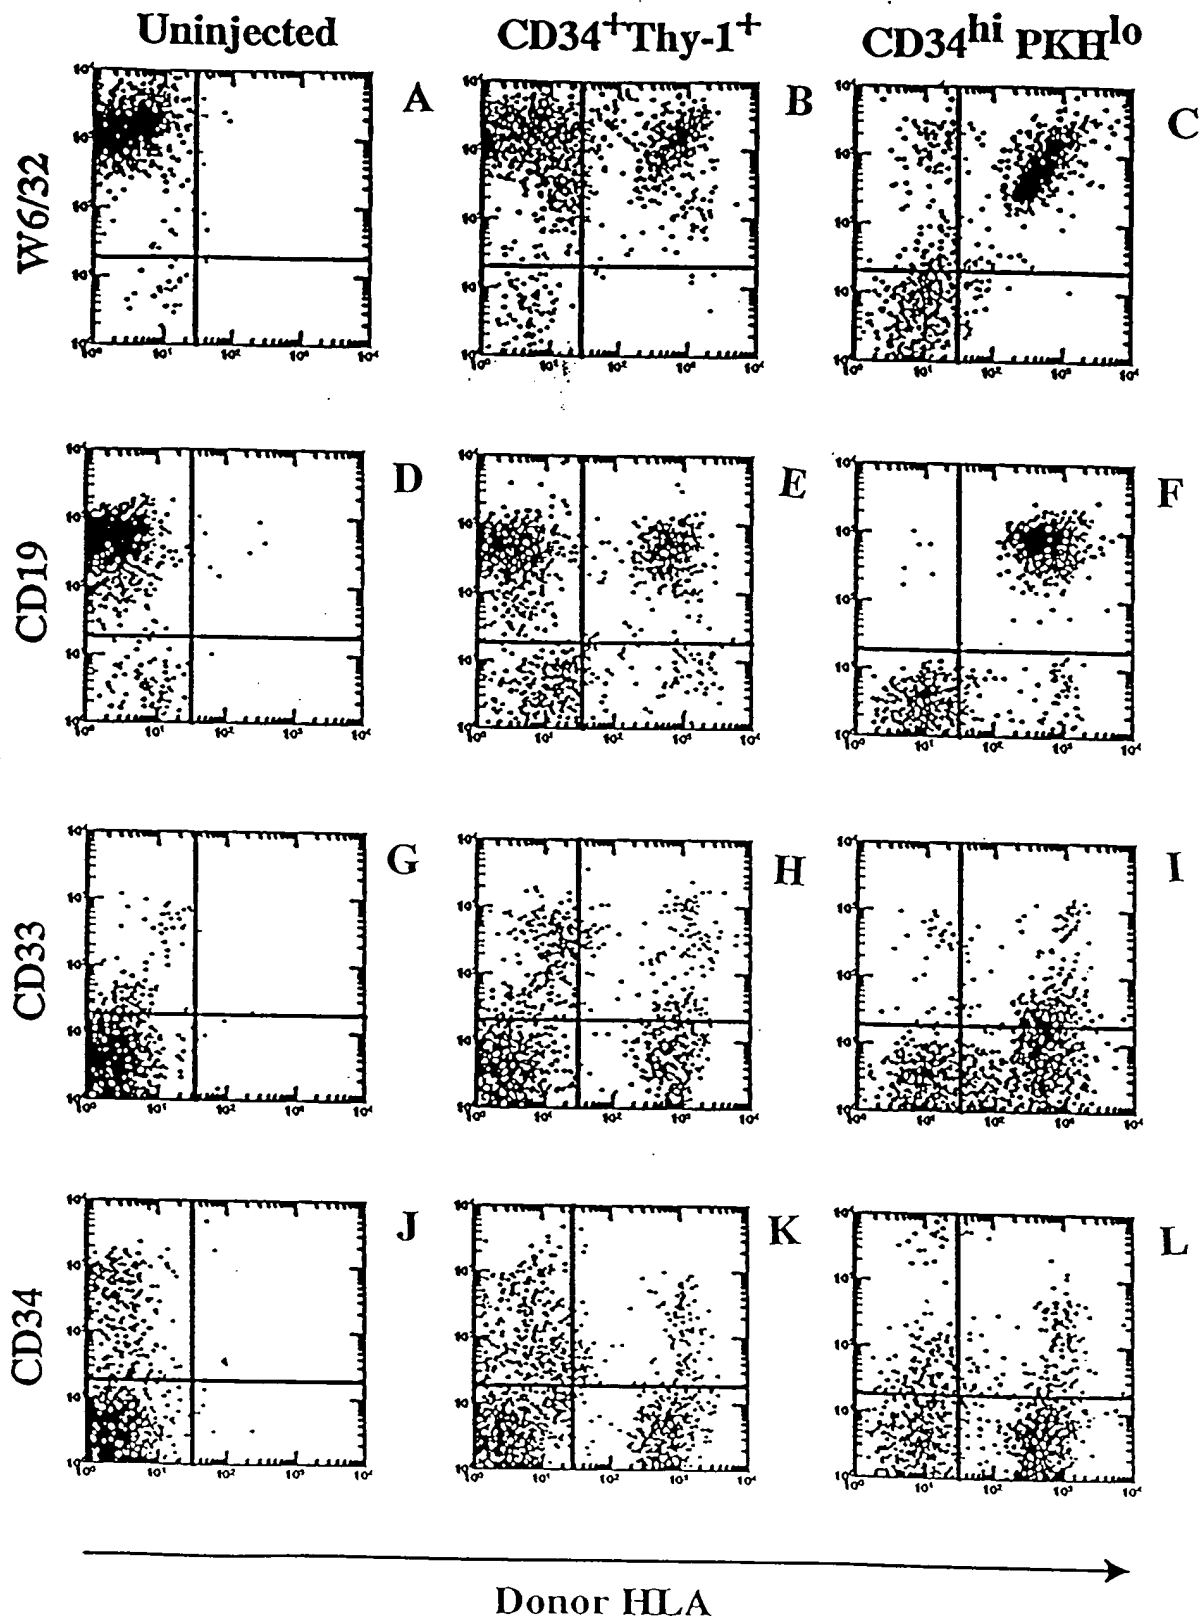 Uninjected CD34+Thy-1+ CD34hi PKHlo
W6/32 A B C
CD19 D E F
CD33 G H I
CD34 J K L
Donor HLA